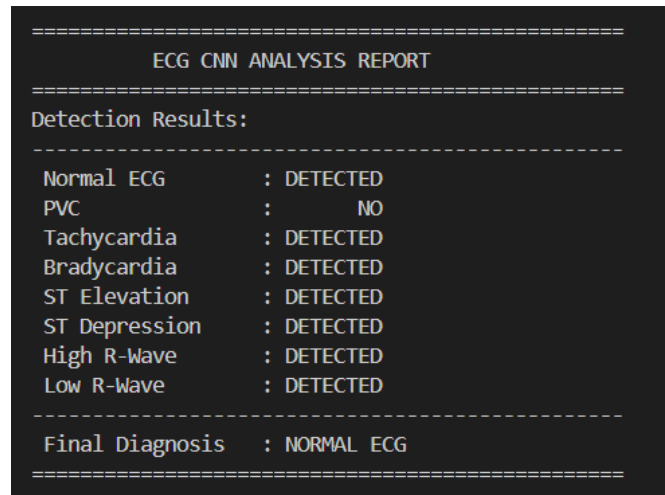 =================================================
ECG CNN ANALYSIS REPORT
=================================================
Detection Results:
-------------------------------------------------
Normal ECG : DETECTED
PVC : NO
Tachycardia : DETECTED
Bradycardia : DETECTED
ST Elevation : DETECTED
ST Depression : DETECTED
High R-Wave : DETECTED
Low R-Wave : DETECTED
-------------------------------------------------
Final Diagnosis : NORMAL ECG
=================================================